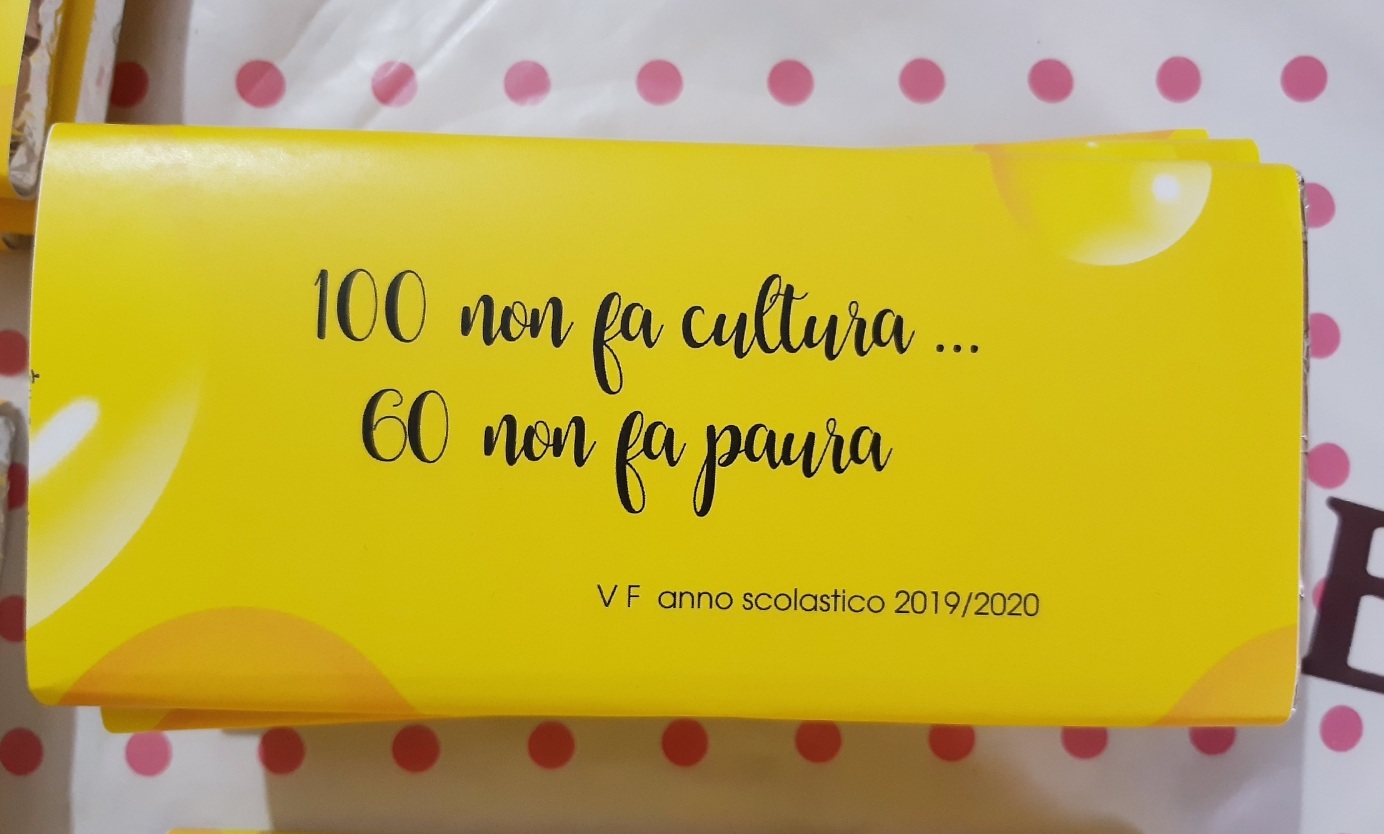 100 non fa cultura ...
60 non fa paura
V F anno scolastico 2019/2020